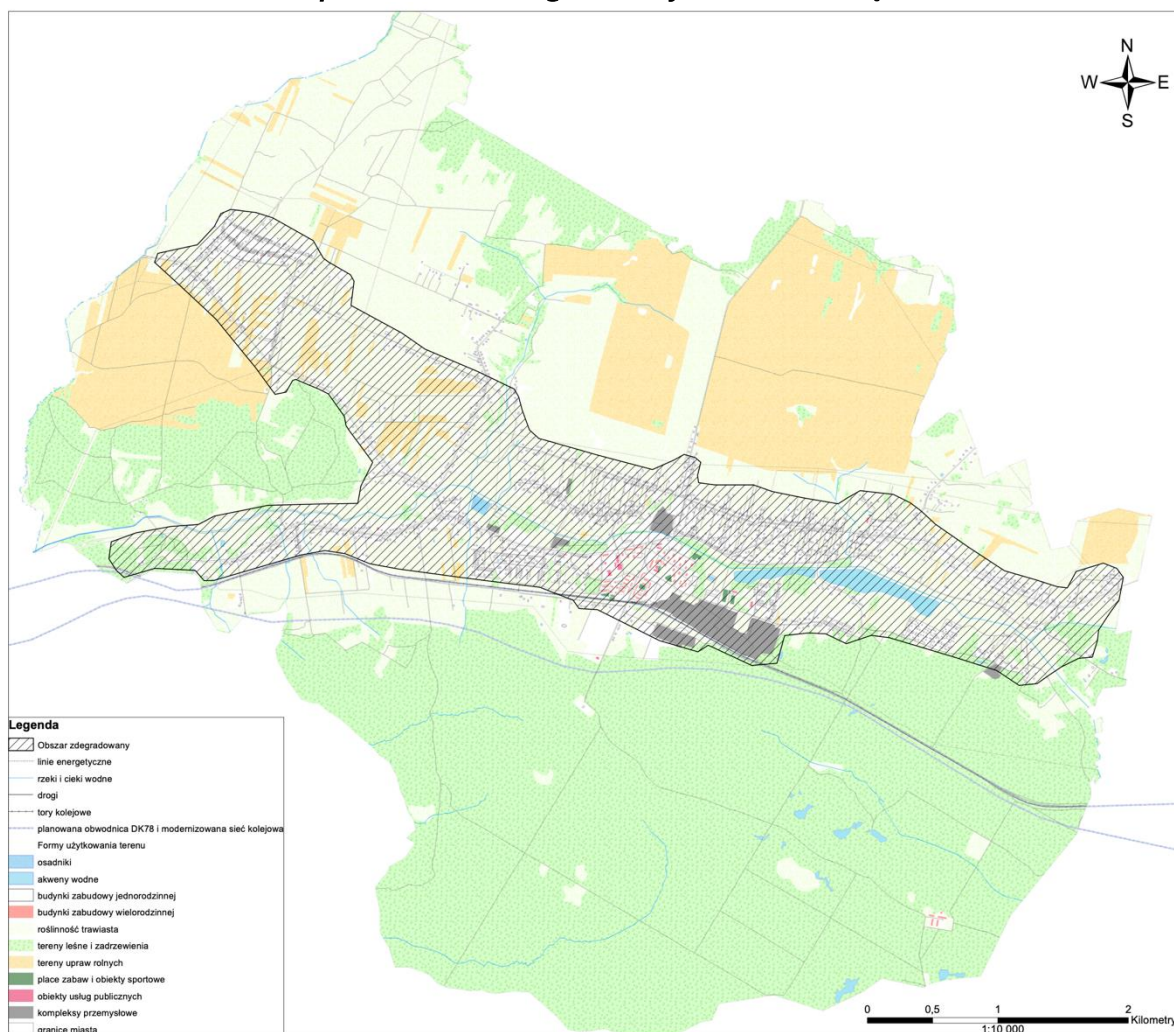 N
W E
S
Legenda
Obszar zdegradowany
linie energetyczne
rzeki i cieki wodne
drogi
tory kolejowe
planowana obwodnica DK78 i modernizowana sieć kolejowa
Formy użytkowania terenu
osadniki
akweny wodne
budynki zabudowy jednorodzinnej
budynki zabudowy wielorodzinnej
roślinność trawiasta
tereny leśne i zadrzewienia
tereny upraw rolnych
place zabaw i obiekty sportowe
obiekty usług publicznych
kompleksy przemysłowe
granice miasta
0 0,5 1 2
Kilometry
1:10 000